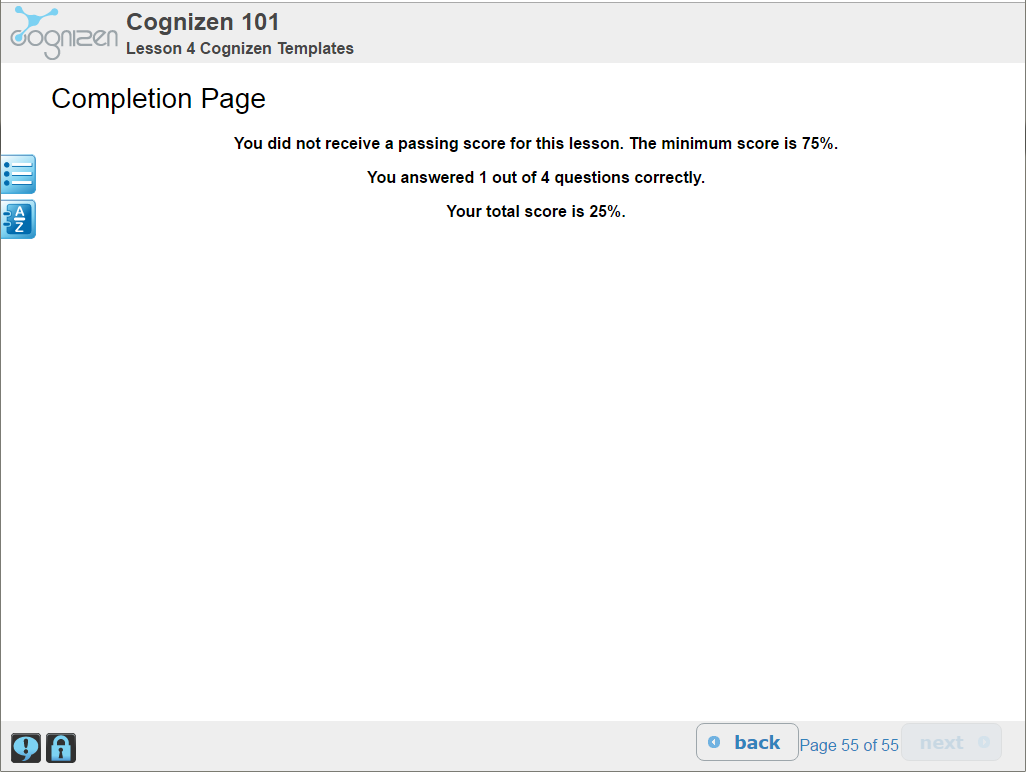 cognizen
Cognizen 101
Lesson 4 Cognizen Templates
Completion Page
You did not receive a passing score for this lesson. The minimum score is 75%.
You answered 1 out of 4 questions correctly.
Your total score is 25%.
A
Z
!
back
Page 55 of 55
next